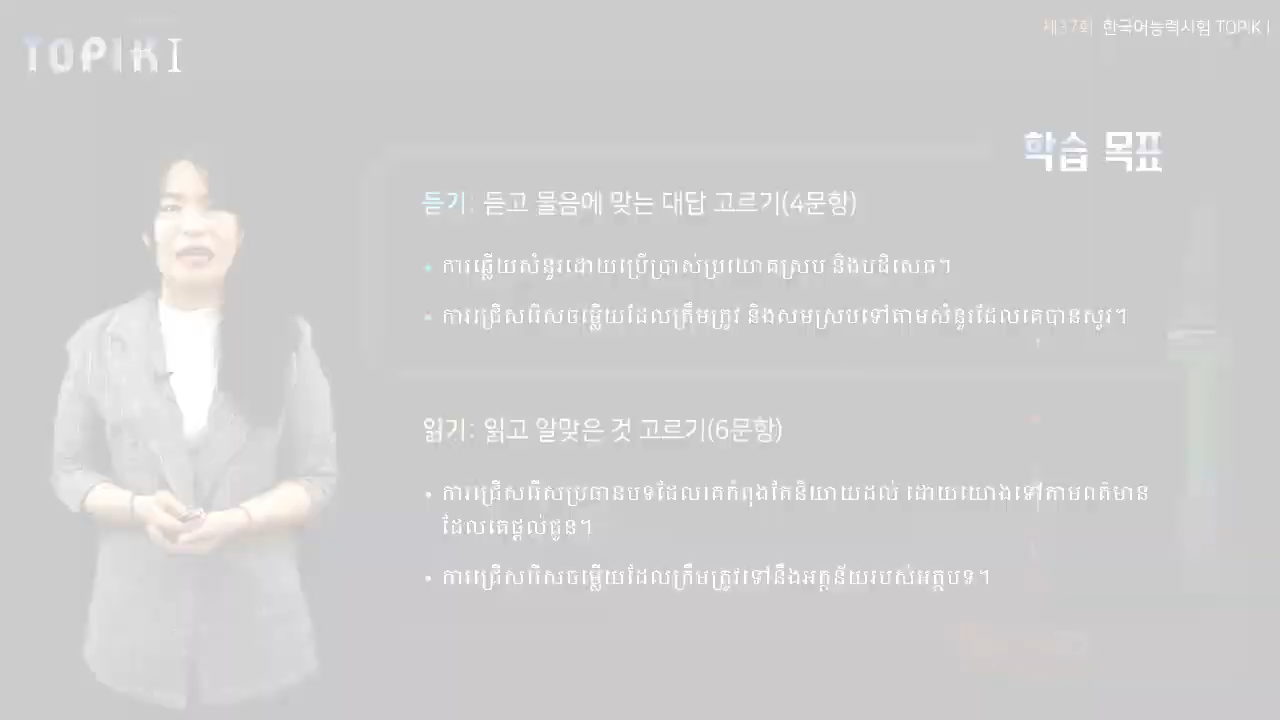 TOPIK I
제37회 한국어능력시험 TOPIK I
학습 목표
듣기: 듣고 물음에 맞는 대답 고르기(4문항)
• ការឆ្លើយសំនួរដោយប្រើប្រាស់ប្រយោគស្រប និងបដិសេធ។
• ការជ្រើសរើសចម្លើយដែលត្រឹមត្រូវ និងសមស្របទៅតាមសំនួរដែលគេបានសួរ។
읽기: 읽고 알맞은 것 고르기(6문항)
• ការជ្រើសរើសប្រធានបទដែលគេកំពុងតែនិយាយដល់ ដោយយោងទៅតាមពត៌មាន
ដែលគេផ្តល់ជូន។
• ការជ្រើសរើសចម្លើយដែលត្រឹមត្រូវទៅនឹងអត្ថន័យរបស់អត្ថបទ។